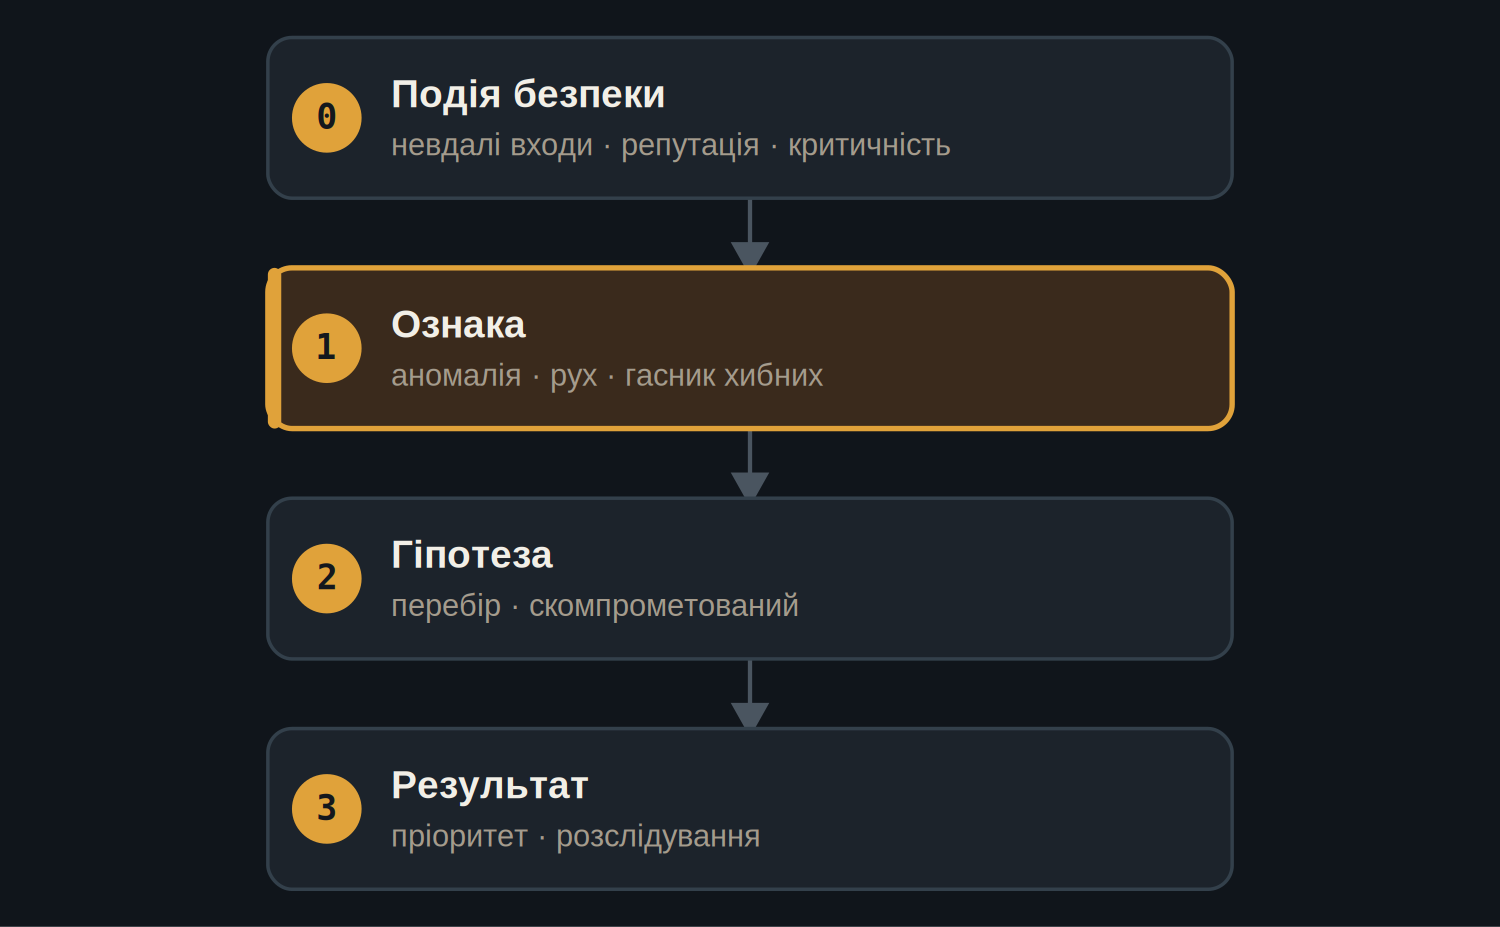 0
Подія безпеки
невдалі входи · репутація · критичність
1
Ознака
аномалія · рух · гасник хибних
2
Гіпотеза
перебір · скомпрометований
3
Результат
пріоритет · розслідування